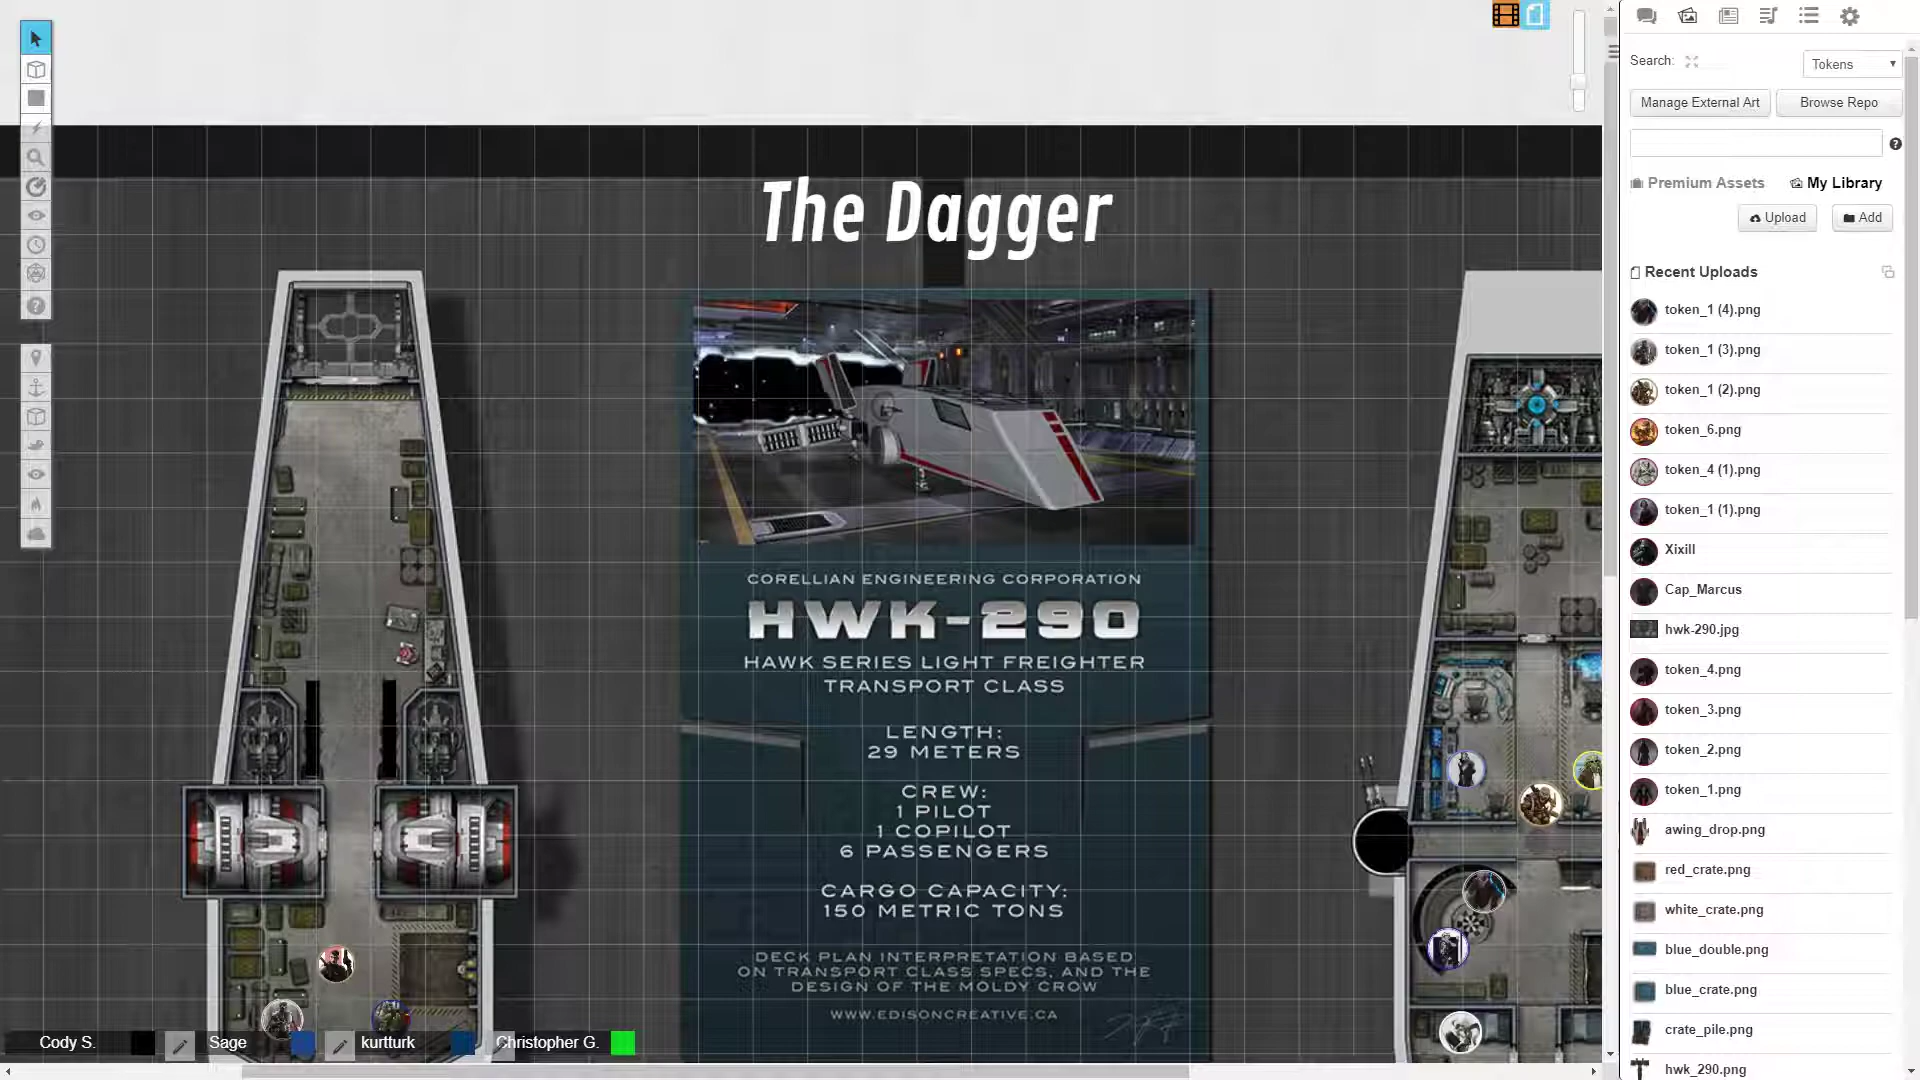 Search:
Tokens
Manage External Art
Browse Repo
Premium Assets
My Library
Upload
Add
Recent Uploads
token_1 (4).png
token_1 (3).png
token_1 (2).png
token_6.png
token_4 (1).png
token_1 (1).png
Xixill
Cap_Marcus
hwk-290.jpg
token_4.png
token_3.png
token_2.png
token_1.png
awing_drop.png
red_crate.png
white_crate.png
blue_double.png
blue_crate.png
crate_pile.png
hwk_290.png
The Dagger
CORELLIAN ENGINEERING CORPORATION
HWK-290
HAWK SERIES LIGHT FREIGHTER
TRANSPORT CLASS
LENGTH:
29 METERS
CREW:
1 PILOT
1 COPILOT
6 PASSENGERS
CARGO CAPACITY:
150 METRIC TONS
DECK PLAN INTERPRETATION BASED
ON TRANSPORT CLASS SPECS, AND THE
DESIGN OF THE MOLDY CROW
WWW.EDISONCREATIVE.CA
Cody S.
Sage
kurtturk
Christopher G.